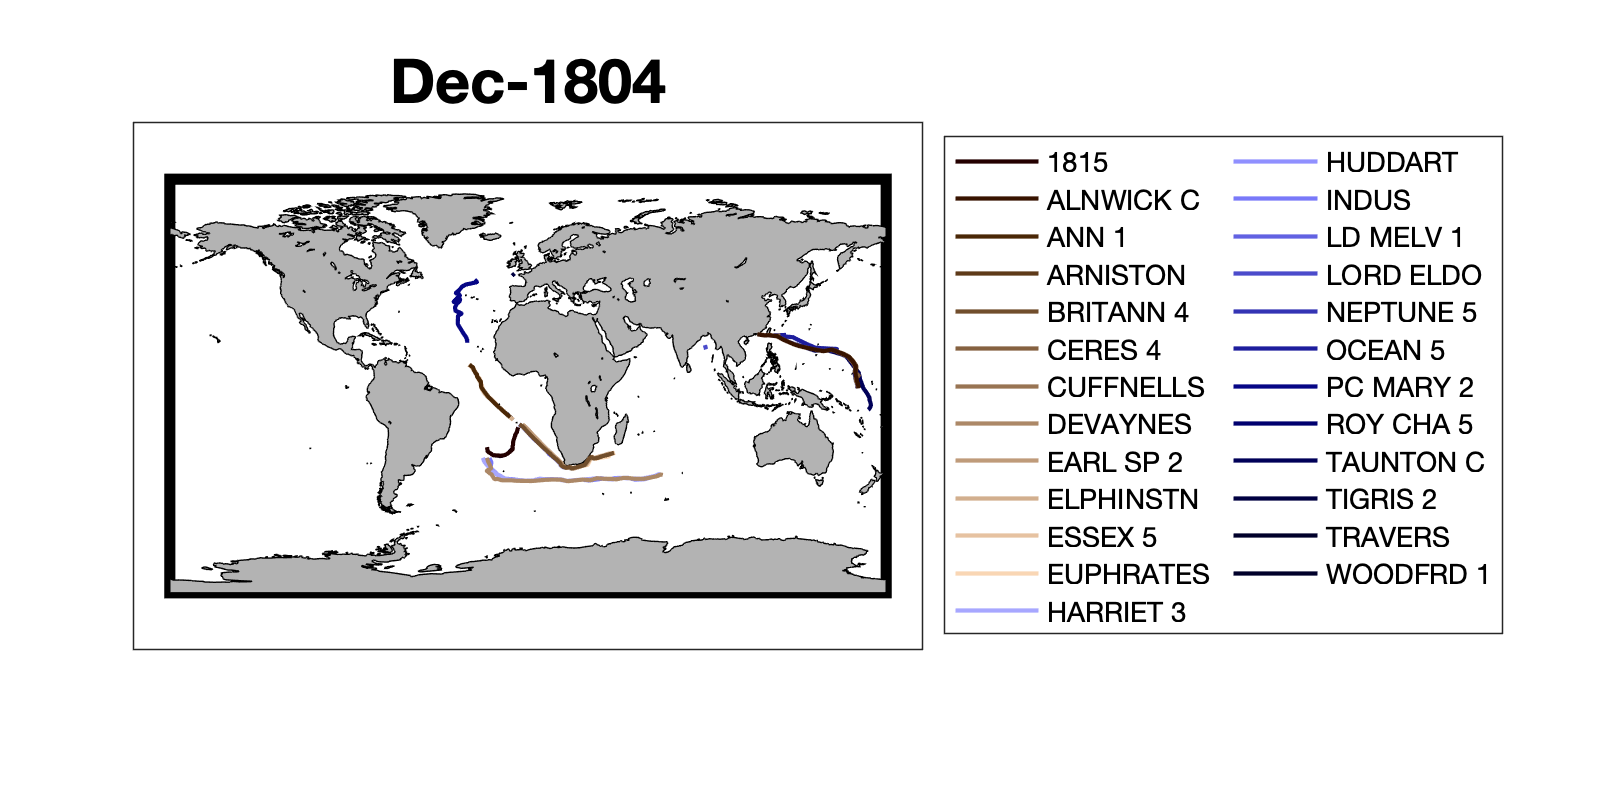 Dec-1804
1815
ALNWICK C
ANN 1
ARNISTON
BRITANN 4
CERES 4
CUFFNELLS
DEVAYNES
EARL SP 2
ELPHINSTN
ESSEX 5
EUPHRATES
HARRIET 3
HUDDART
INDUS
LD MELV 1
LORD ELDO
NEPTUNE 5
OCEAN 5
PC MARY 2
ROY CHA 5
TAUNTON C
TIGRIS 2
TRAVERS
WOODFRD 1